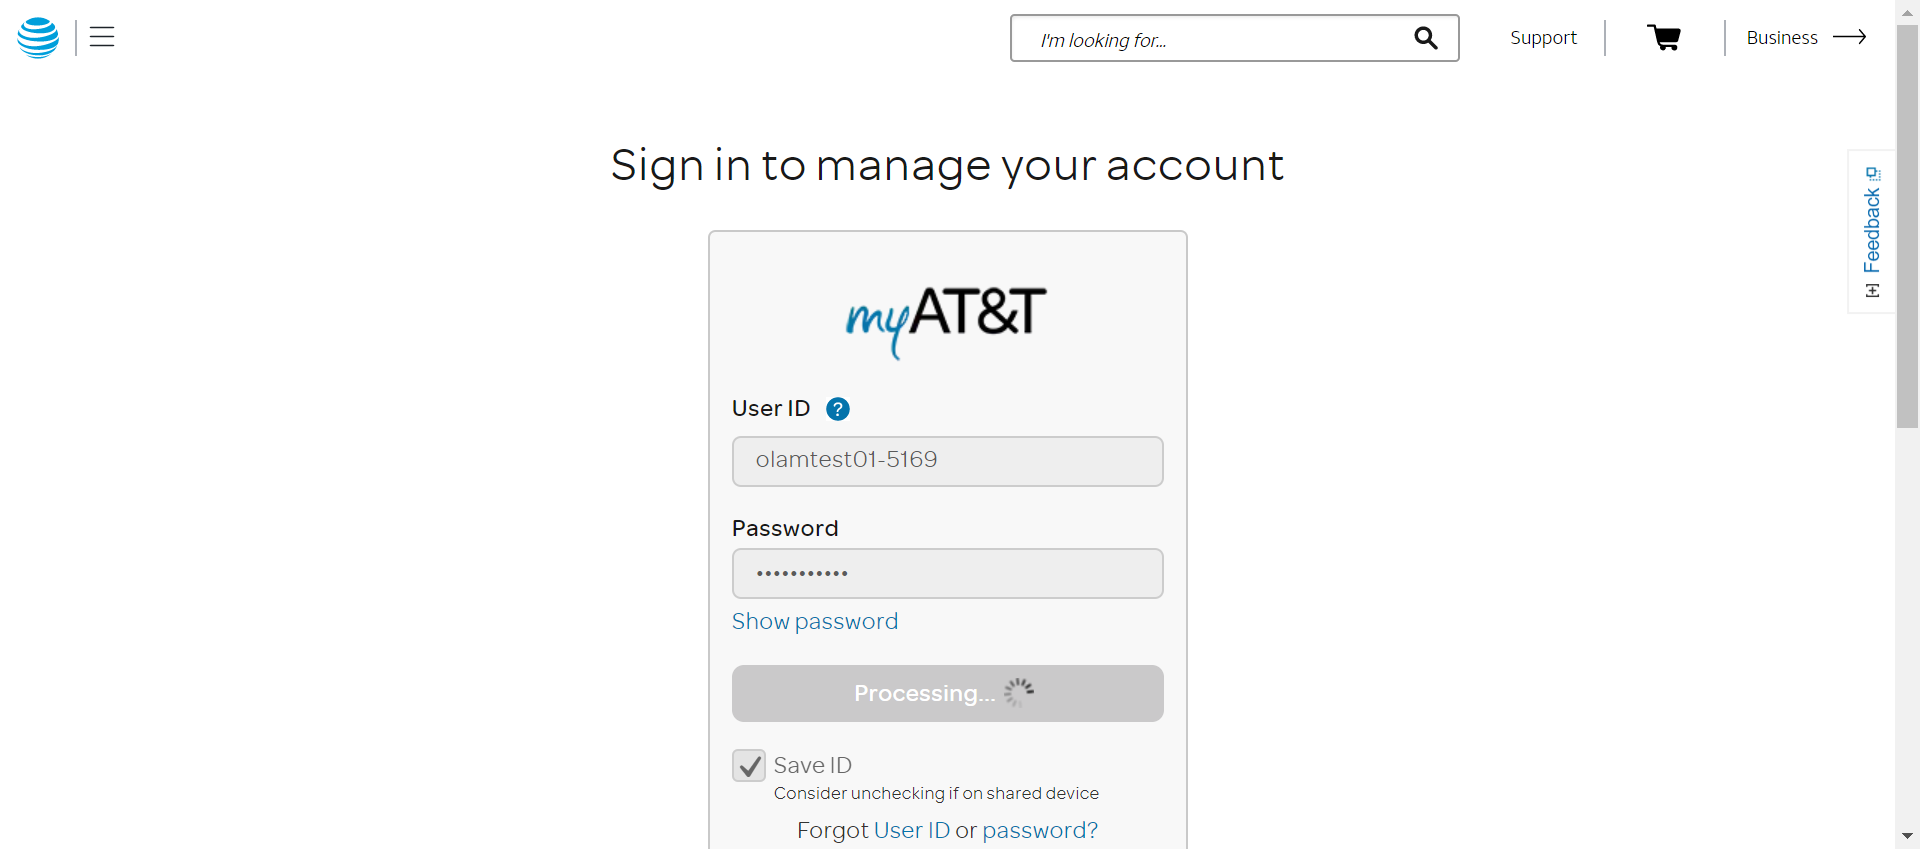 I'm looking for...
Support
Business
Sign in to manage your account
Feedback
[+]
myAT&T
User ID ?
olamtest01-5169
Password
•••••••••••
Show password
Processing...
Save ID
Consider unchecking if on shared device
Forgot User ID or password?